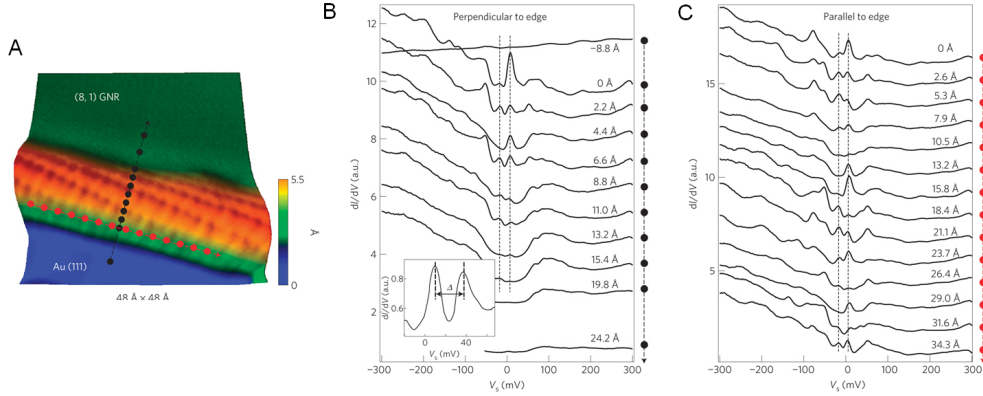 A
(8, 1) GNR
Au (111)
48 Å × 48 Å
5.5
Å
0
B
Perpendicular to edge
dI/dV (a.u.)
12
10
8
6
4
2
−8.8 Å
0 Å
2.2 Å
4.4 Å
6.6 Å
8.8 Å
11.0 Å
13.2 Å
15.4 Å
19.8 Å
24.2 Å
dI/dV (a.u.)
0.8
0.6
Δ
0 40
Vs (mV)
−300 −200 −100 0 100 200 300
Vs (mV)
C
Parallel to edge
dI/dV (a.u.)
15
10
5
0 Å
2.6 Å
5.3 Å
7.9 Å
10.5 Å
13.2 Å
15.8 Å
18.4 Å
21.1 Å
23.7 Å
26.4 Å
29.0 Å
31.6 Å
34.3 Å
−300 −200 −100 0 100 200 300
Vs (mV)